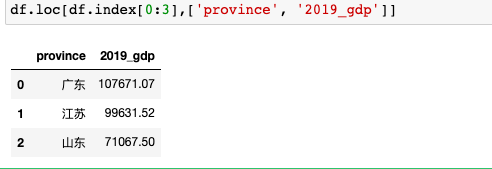 df.loc[df.index[0:3],['province', '2019_gdp']]
province 2019_gdp
0 广东 107671.07
1 江苏 99631.52
2 山东 71067.50